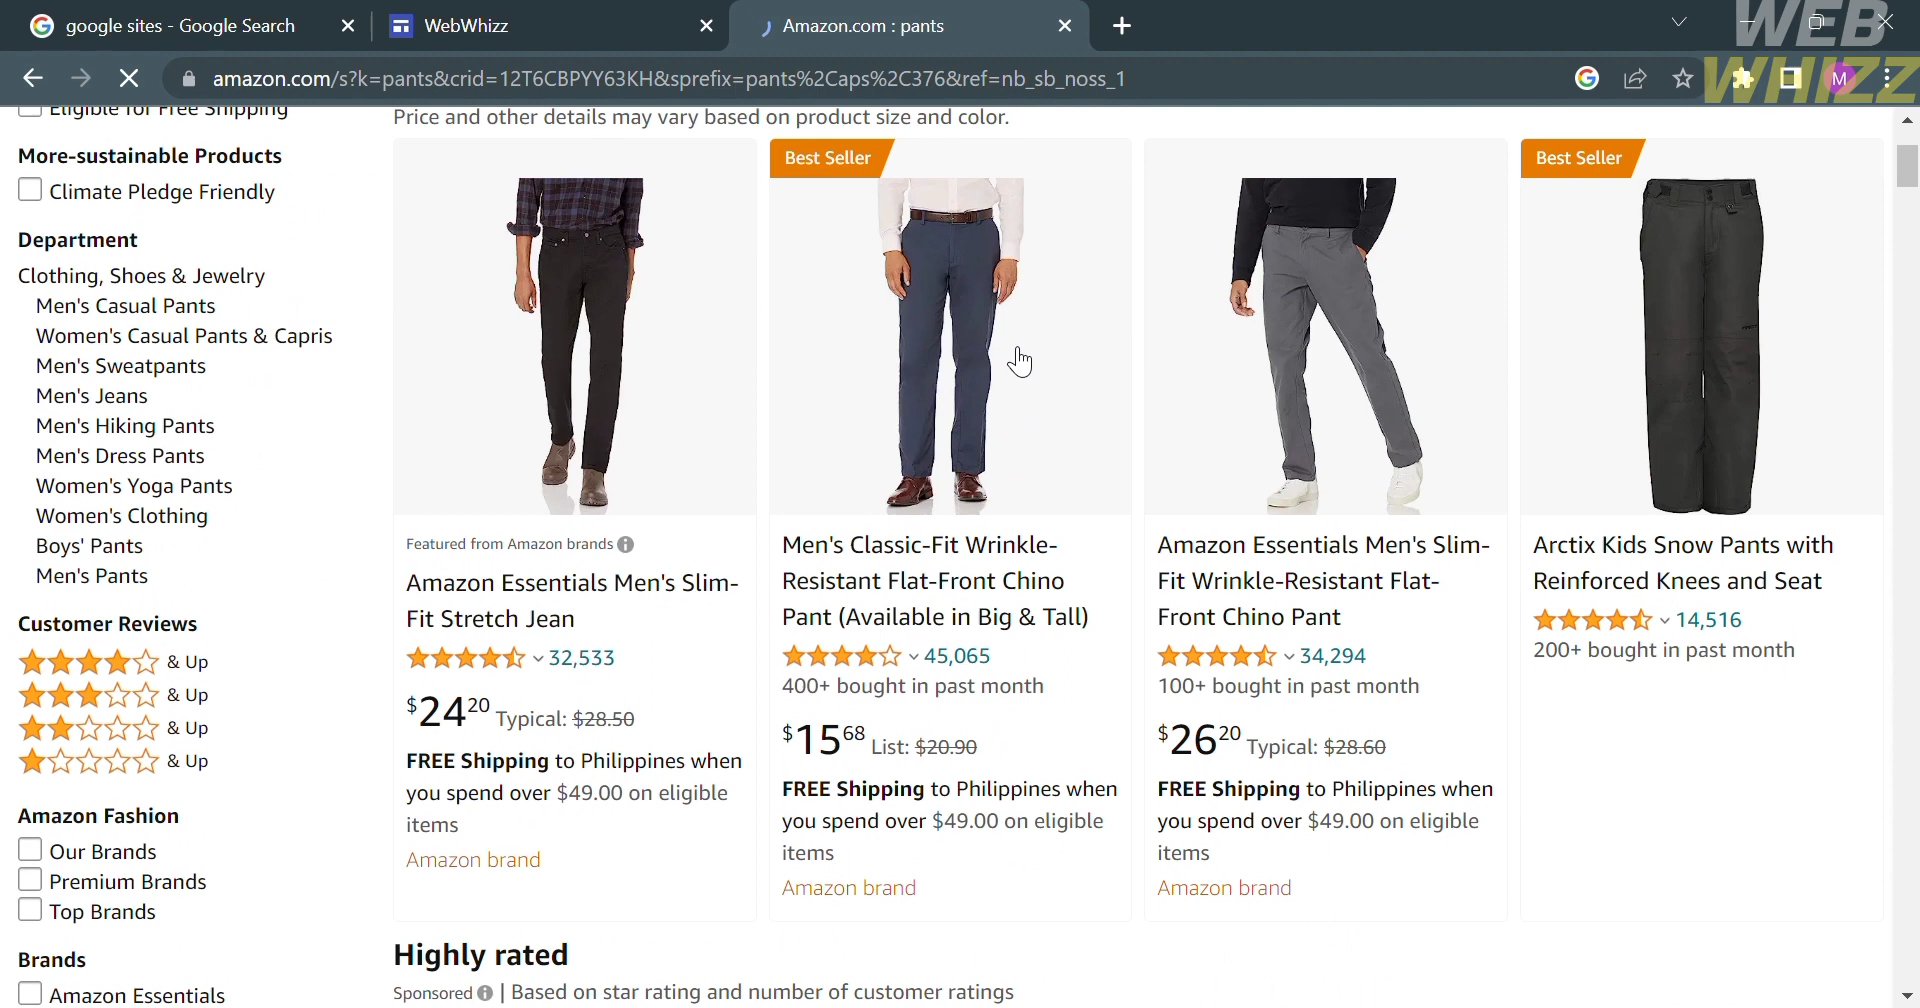 google sites - Google Search
WebWhizz
Amazon.com : pants
WEB
WHIZZ
amazon.com/s?k=pants&crid=12T6CBPYY63KH&sprefix=pants%2Caps%2C376&ref=nb_sb_noss_1
M
Eligible for Free Shipping
More-sustainable Products
Climate Pledge Friendly
Department
Clothing, Shoes & Jewelry
Men's Casual Pants
Women's Casual Pants & Capris
Men's Sweatpants
Men's Jeans
Men's Hiking Pants
Men's Dress Pants
Women's Yoga Pants
Women's Clothing
Boys' Pants
Men's Pants
Customer Reviews
& Up
& Up
& Up
& Up
Amazon Fashion
Our Brands
Premium Brands
Top Brands
Brands
Amazon Essentials
Price and other details may vary based on product size and color.
Featured from Amazon brands
Amazon Essentials Men's Slim-
Fit Stretch Jean
32,533
$2420 Typical: $28.50
FREE Shipping to Philippines when
you spend over $49.00 on eligible
items
Amazon brand
Best Seller
Men's Classic-Fit Wrinkle-
Resistant Flat-Front Chino
Pant (Available in Big & Tall)
45,065
400+ bought in past month
$1568 List: $20.90
FREE Shipping to Philippines when
you spend over $49.00 on eligible
items
Amazon brand
Amazon Essentials Men's Slim-
Fit Wrinkle-Resistant Flat-
Front Chino Pant
34,294
100+ bought in past month
$2620 Typical: $28.60
FREE Shipping to Philippines when
you spend over $49.00 on eligible
items
Amazon brand
Best Seller
Arctix Kids Snow Pants with
Reinforced Knees and Seat
14,516
200+ bought in past month
Highly rated
Sponsored | Based on star rating and number of customer ratings